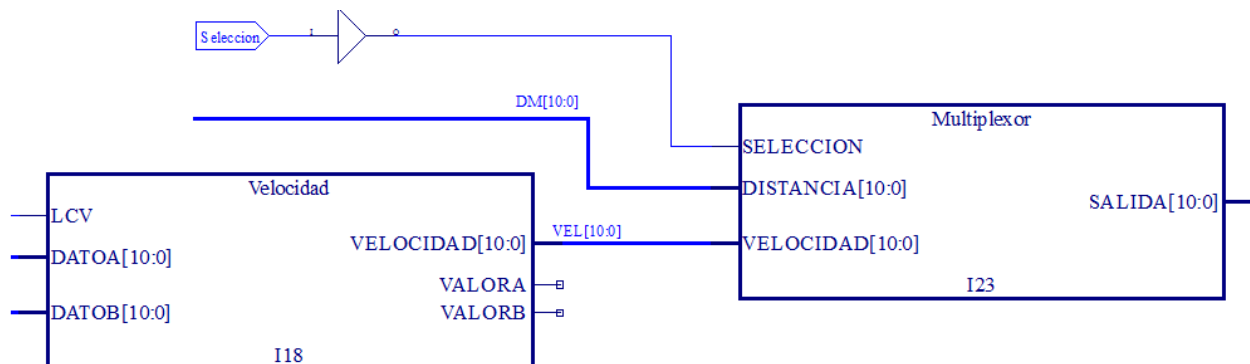 Seleccion
I
O
DM[10:0]
Multiplexor
SELECCION
DISTANCIA[10:0]
VELOCIDAD[10:0]
SALIDA[10:0]
I23
Velocidad
LCV
DATOA[10:0]
DATOB[10:0]
VELOCIDAD[10:0]
VALORA
VALORB
I18
VEL[10:0]